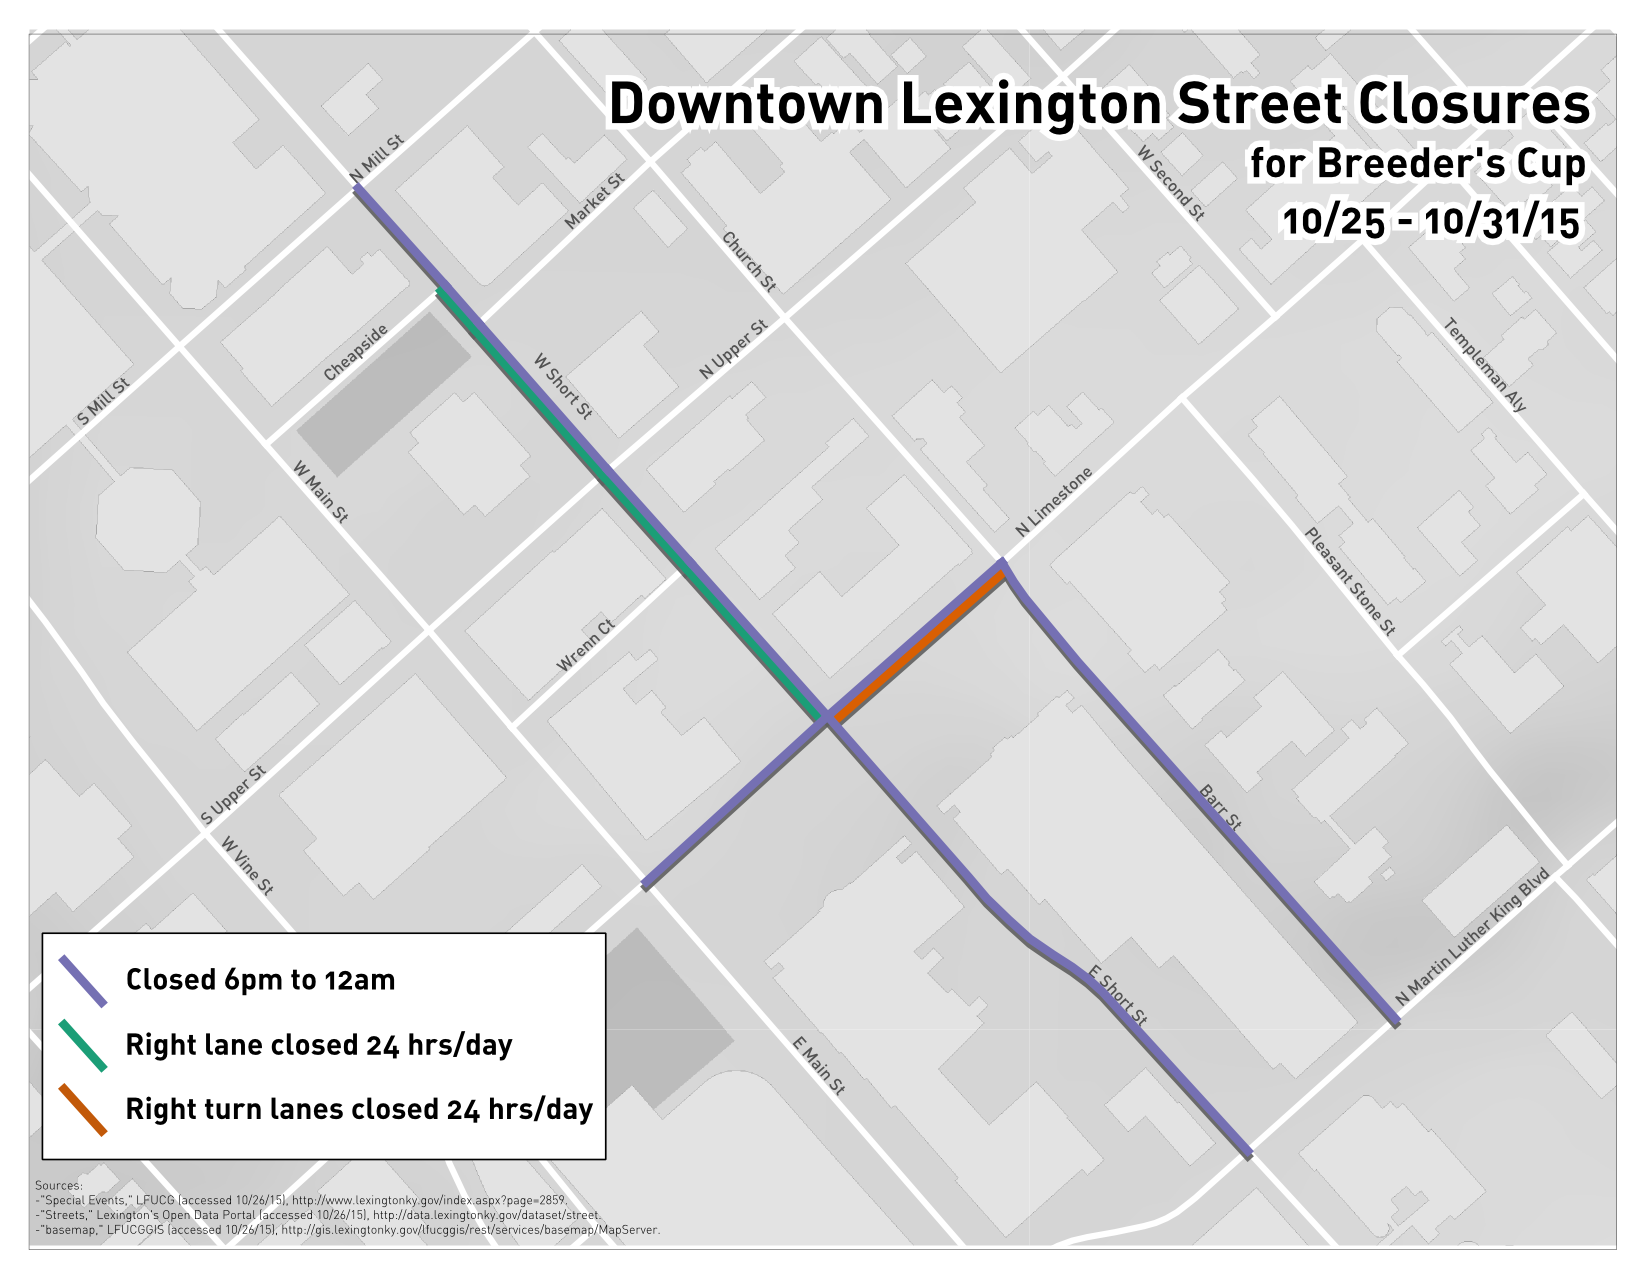 Downtown Lexington Street Closures
for Breeder's Cup
10/25 - 10/31/15
N Mill St
Market St
W Second St
Church St
Cheapside
N Upper St
Templeman Aly
S Mill St
W Short St
W Main St
N Limestone
Pleasant Stone St
Wrenn Ct
S Upper St
W Vine St
Barr St
N Martin Luther King Blvd
E Short St
E Main St
Closed 6pm to 12am
Right lane closed 24 hrs/day
Right turn lanes closed 24 hrs/day
Sources:
-"Special Events," LFUCG (accessed 10/26/15), http://www.lexingtonky.gov/index.aspx?page=2859.
-"Streets," Lexington's Open Data Portal (accessed 10/26/15), http://data.lexingtonky.gov/dataset/street.
-"basemap," LFUCGGIS (accessed 10/26/15), http://gis.lexingtonky.gov/lfucggis/rest/services/basemap/MapServer.